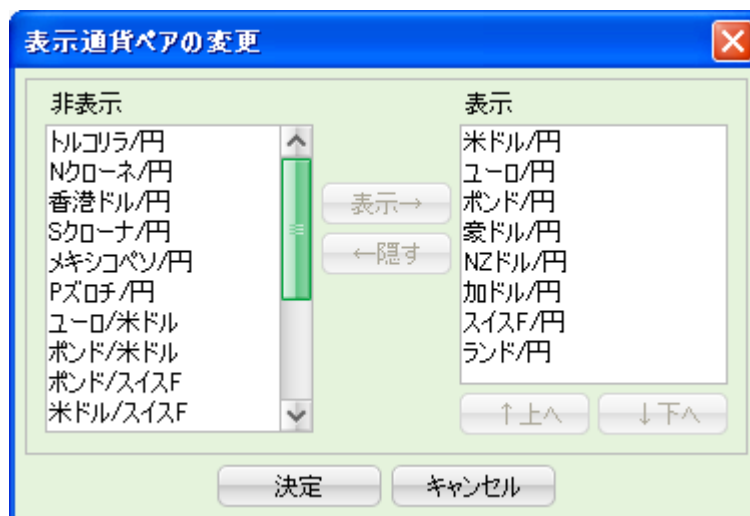 表示通貨ペアの変更
非表示
トルコリラ/円
Nクローネ/円
香港ドル/円
Sクローナ/円
メキシコペソ/円
Pズロチ/円
ユーロ/米ドル
ポンド/米ドル
ポンド/スイスF
米ドル/スイスF
表示→
←隠す
表示
米ドル/円
ユーロ/円
ポンド/円
豪ドル/円
NZドル/円
加ドル/円
スイスF/円
ランド/円
↑上へ
↓下へ
決定
キャンセル